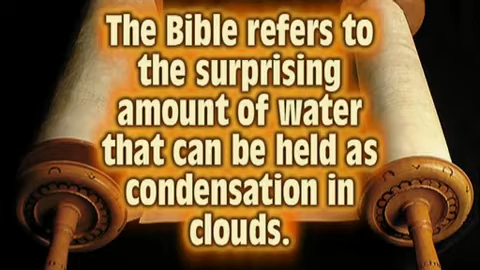 The Bible refers to
the surprising
amount of water
that can be held as
condensation in
clouds.